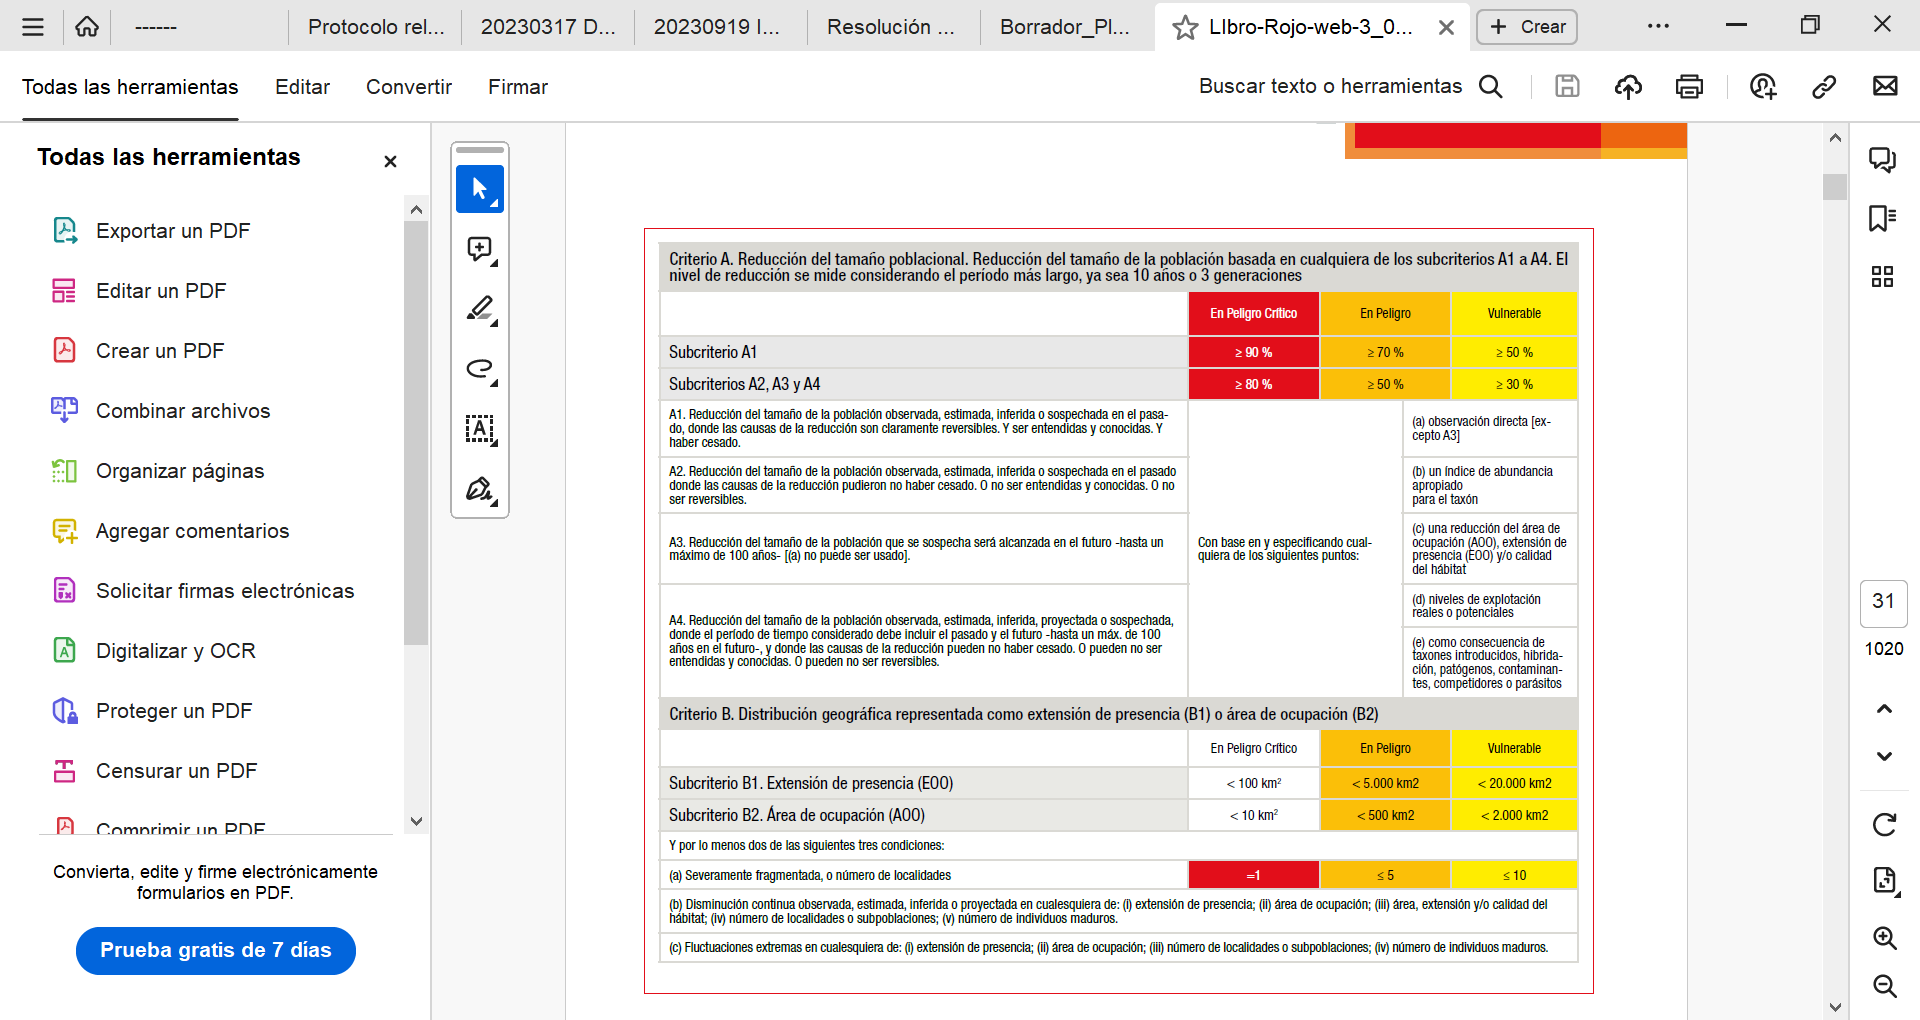 ------
Protocolo rel...
20230317 D...
20230919 I...
Resolución ...
Borrador_Pl...
LIbro-Rojo-web-3_0...
Crear
Todas las herramientas
Editar
Convertir
Firmar
Buscar texto o herramientas
Todas las herramientas
Exportar un PDF
Editar un PDF
Crear un PDF
Combinar archivos
Organizar páginas
Agregar comentarios
Solicitar firmas electrónicas
Digitalizar y OCR
Proteger un PDF
Censurar un PDF
Comprimir un PDF
Convierta, edite y firme electrónicamente
formularios en PDF.
Prueba gratis de 7 días
Criterio A. Reducción del tamaño poblacional. Reducción del tamaño de la población basada en cualquiera de los subcriterios A1 a A4. El
nivel de reducción se mide considerando el período más largo, ya sea 10 años o 3 generaciones
En Peligro Crítico
En Peligro
Vulnerable
Subcriterio A1
≥ 90 %
≥ 70 %
≥ 50 %
Subcriterios A2, A3 y A4
≥ 80 %
≥ 50 %
≥ 30 %
A1. Reducción del tamaño de la población observada, estimada, inferida o sospechada en el pasa-
do, donde las causas de la reducción son claramente reversibles. Y ser entendidas y conocidas. Y
haber cesado.
A2. Reducción del tamaño de la población observada, estimada, inferida o sospechada en el pasado
donde las causas de la reducción pudieron no haber cesado. O no ser entendidas y conocidas. O no
ser reversibles.
A3. Reducción del tamaño de la población que se sospecha será alcanzada en el futuro -hasta un
máximo de 100 años- [(a) no puede ser usado].
A4. Reducción del tamaño de la población observada, estimada, inferida, proyectada o sospechada,
donde el período de tiempo considerado debe incluir el pasado y el futuro -hasta un máx. de 100
años en el futuro-, y donde las causas de la reducción pueden no haber cesado. O pueden no ser
entendidas y conocidas. O pueden no ser reversibles.
Con base en y especificando cual-
quiera de los siguientes puntos:
(a) observación directa [ex-
cepto A3]
(b) un índice de abundancia
apropiado
para el taxón
(c) una reducción del área de
ocupación (AOO), extensión de
presencia (EOO) y/o calidad
del hábitat
(d) niveles de explotación
reales o potenciales
(e) como consecuencia de
taxones introducidos, hibrida-
ción, patógenos, contaminan-
tes, competidores o parásitos
Criterio B. Distribución geográfica representada como extensión de presencia (B1) o área de ocupación (B2)
En Peligro Crítico
En Peligro
Vulnerable
Subcriterio B1. Extensión de presencia (EOO)
< 100 km²
< 5.000 km2
< 20.000 km2
Subcriterio B2. Área de ocupación (AOO)
< 10 km²
< 500 km2
< 2.000 km2
Y por lo menos dos de las siguientes tres condiciones:
(a) Severamente fragmentada, o número de localidades
=1
≤ 5
≤ 10
(b) Disminución continua observada, estimada, inferida o proyectada en cualesquiera de: (i) extensión de presencia; (ii) área de ocupación; (iii) área, extensión y/o calidad del
hábitat; (iv) número de localidades o subpoblaciones; (v) número de individuos maduros.
(c) Fluctuaciones extremas en cualesquiera de: (i) extensión de presencia; (ii) área de ocupación; (iii) número de localidades o subpoblaciones; (iv) número de individuos maduros.
31
1020